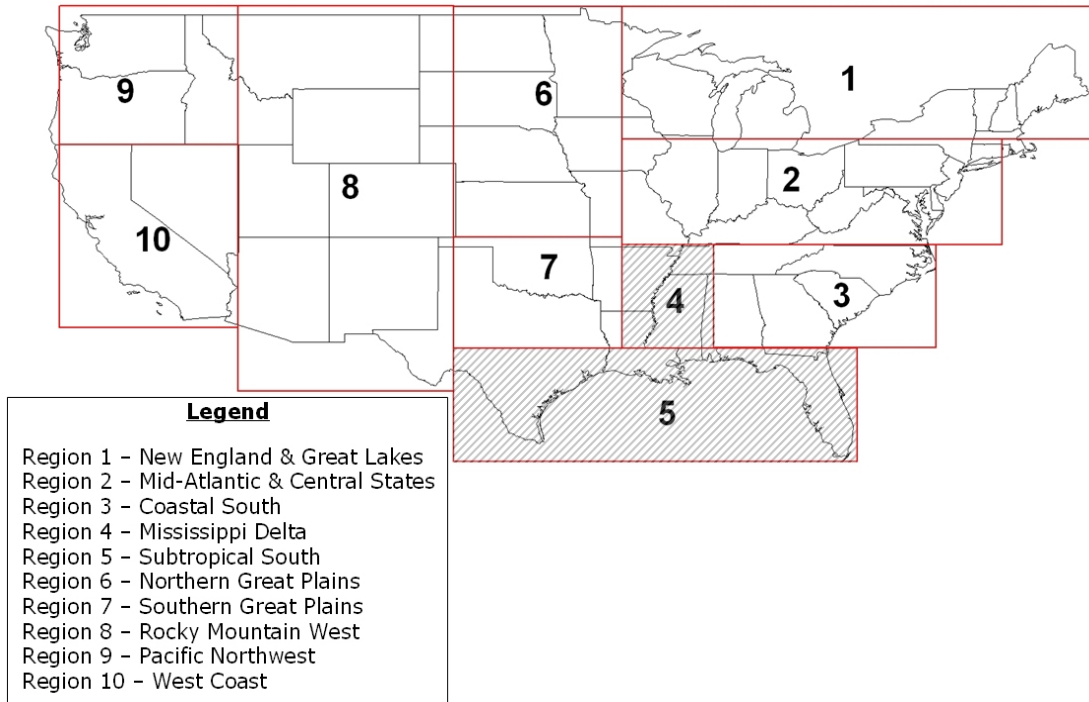 1
9
6
2
8
10
7
4
3
5
Legend
Region 1 – New England & Great Lakes
Region 2 – Mid-Atlantic & Central States
Region 3 – Coastal South
Region 4 – Mississippi Delta
Region 5 – Subtropical South
Region 6 – Northern Great Plains
Region 7 – Southern Great Plains
Region 8 – Rocky Mountain West
Region 9 – Pacific Northwest
Region 10 – West Coast